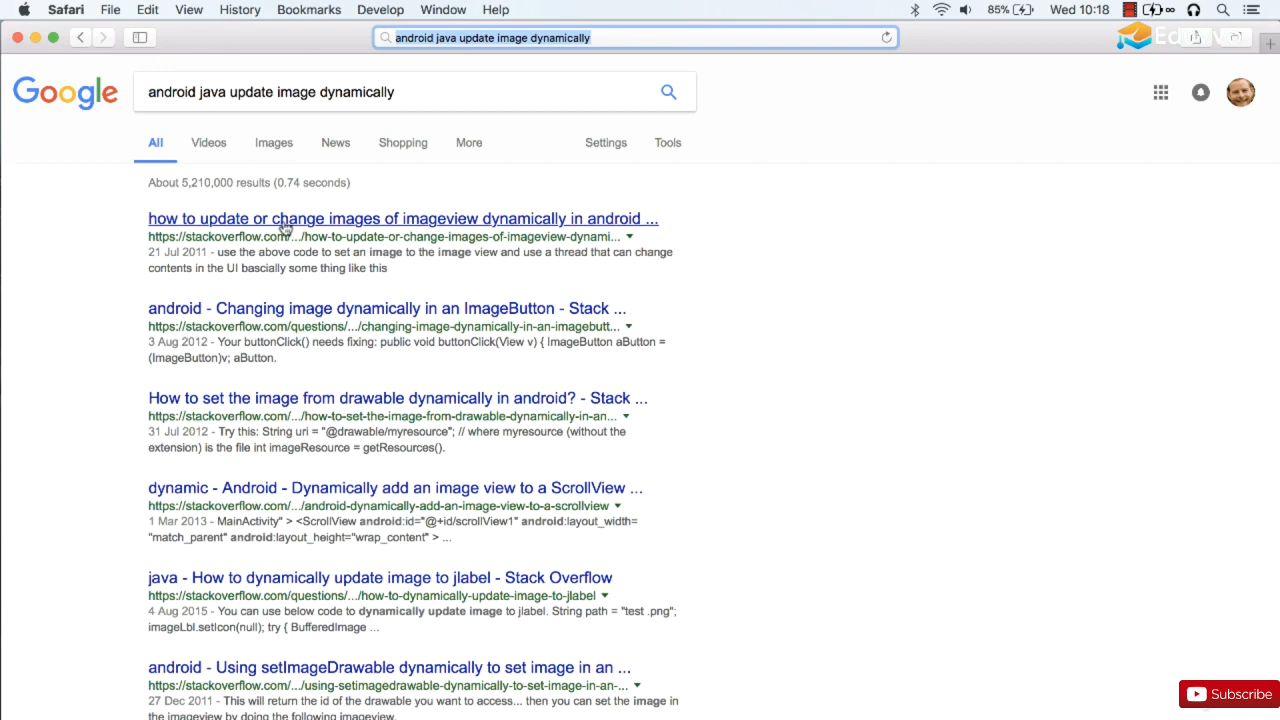 Safari File Edit View History Bookmarks Develop Window Help 85% Wed 10:18
android java update image dynamically
Google android java update image dynamically
All Videos Images News Shopping More Settings Tools
About 5,210,000 results (0.74 seconds)
how to update or change images of imageview dynamically in android ...
https://stackoverflow.com/.../how-to-update-or-change-images-of-imageview-dynami...
21 Jul 2011 - use the above code to set an image to the image view and use a thread that can change
contents in the UI bascially some thing like this
android - Changing image dynamically in an ImageButton - Stack ...
https://stackoverflow.com/questions/.../changing-image-dynamically-in-an-imagebutt...
3 Aug 2012 - Your buttonClick() needs fixing: public void buttonClick(View v) { ImageButton aButton =
(ImageButton)v; aButton.
How to set the image from drawable dynamically in android? - Stack ...
https://stackoverflow.com/.../how-to-set-the-image-from-drawable-dynamically-in-an...
31 Jul 2012 - Try this: String uri = "@drawable/myresource"; // where myresource (without the
extension) is the file int imageResource = getResources().
dynamic - Android - Dynamically add an image view to a ScrollView ...
https://stackoverflow.com/.../android-dynamically-add-an-image-view-to-a-scrollview
1 Mar 2013 - MainActivity" > <ScrollView android:id="@+id/scrollView1" android:layout_width=
"match_parent" android:layout_height="wrap_content" > ...
java - How to dynamically update image to jlabel - Stack Overflow
https://stackoverflow.com/questions/.../how-to-dynamically-update-image-to-jlabel
4 Aug 2015 - You can use below code to dynamically update image to jlabel. String path = "test .png";
imageLbl.setIcon(null); try { BufferedImage ...
android - Using setImageDrawable dynamically to set image in an ...
https://stackoverflow.com/.../using-setimagedrawable-dynamically-to-set-image-in-an-...
27 Dec 2011 - This will return the id of the drawable you want to access... then you can set the image in
the imageview by doing the following imageview.
Subscribe